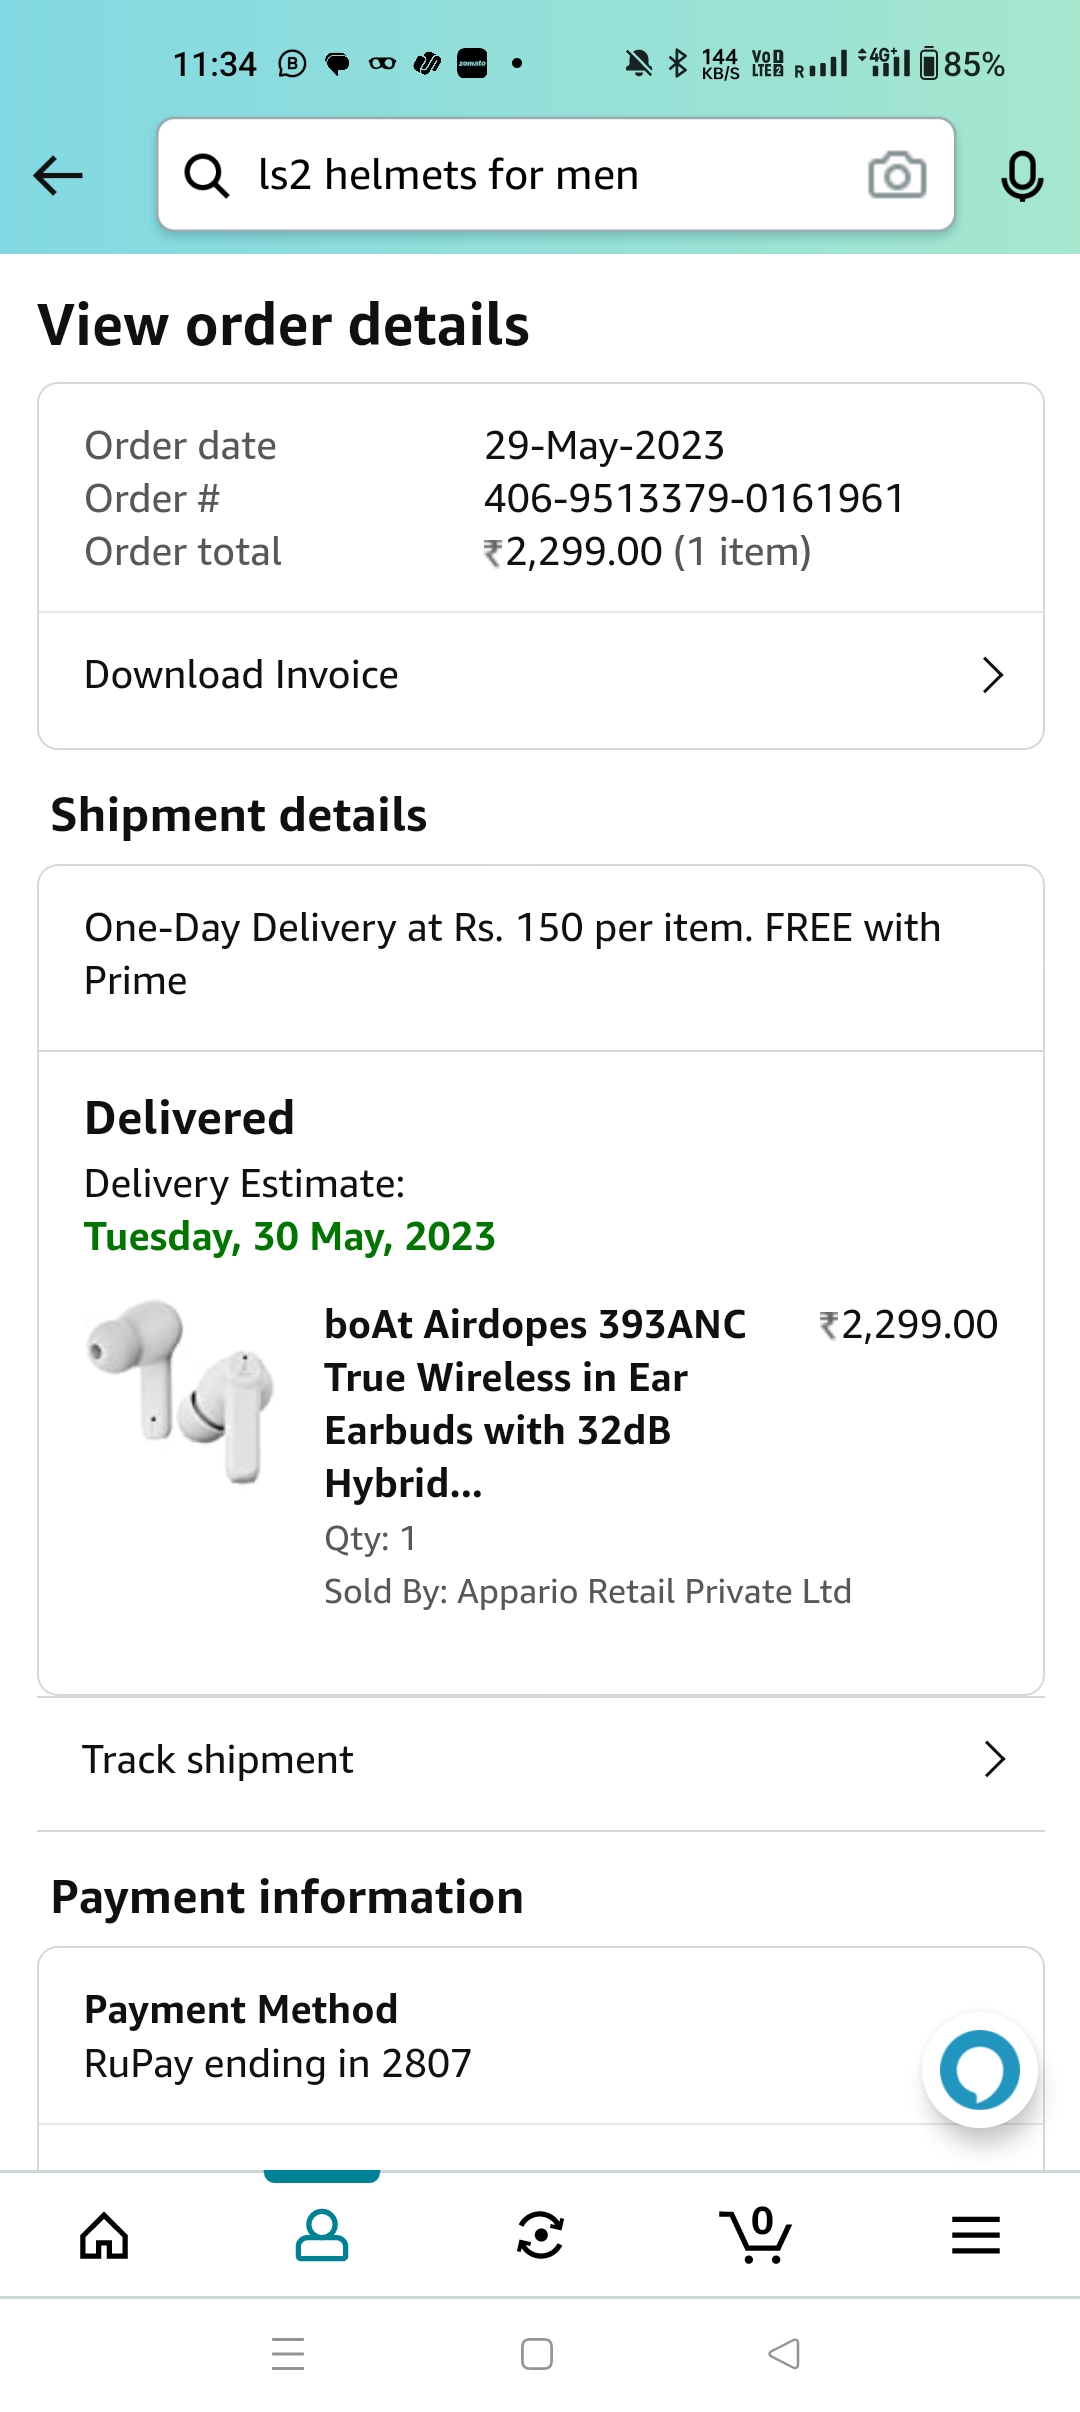 11:34 B zomato 144 KB/S VoD LTE2 R 4G+ 85%
ls2 helmets for men
View order details
Order date 29-May-2023
Order # 406-9513379-0161961
Order total ₹2,299.00 (1 item)
Download Invoice
Shipment details
One-Day Delivery at Rs. 150 per item. FREE with
Prime
Delivered
Delivery Estimate:
Tuesday, 30 May, 2023
boAt Airdopes 393ANC ₹2,299.00
True Wireless in Ear
Earbuds with 32dB
Hybrid...
Qty: 1
Sold By: Appario Retail Private Ltd
Track shipment
Payment information
Payment Method
RuPay ending in 2807
0